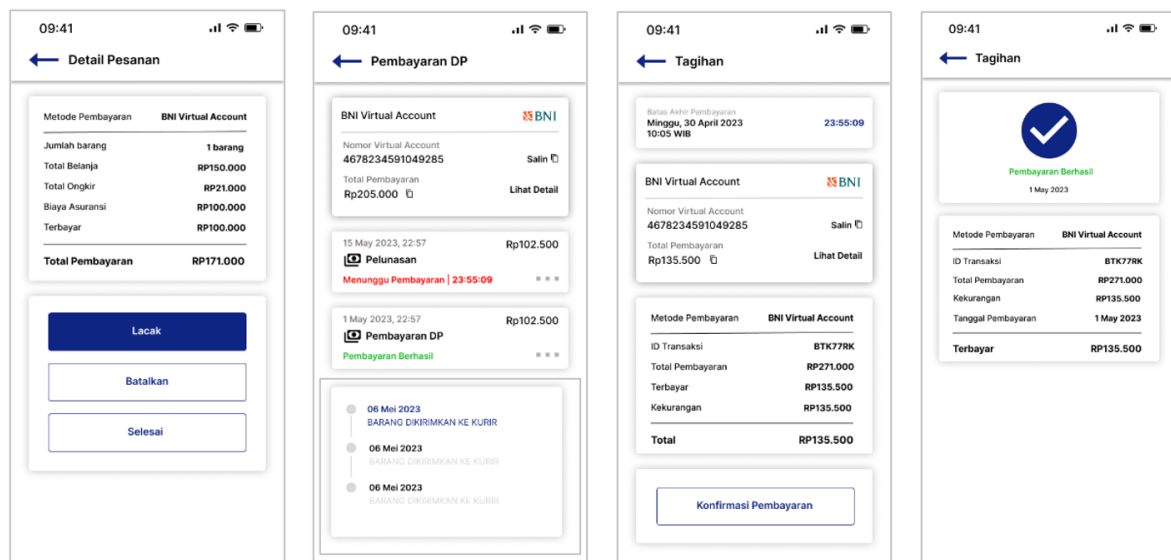 09:41
Detail Pesanan
Metode Pembayaran BNI Virtual Account
Jumlah barang 1 barang
Total Belanja RP150.000
Total Ongkir RP21.000
Biaya Asuransi RP100.000
Terbayar RP100.000
Total Pembayaran RP171.000
Lacak
Batalkan
Selesai
09:41
Pembayaran DP
BNI Virtual Account BNI
Nomor Virtual Account
4678234591049285 Salin
Total Pembayaran
Rp205.000 Lihat Detail
15 May 2023, 22:57 Rp102.500
Pelunasan
Menunggu Pembayaran | 23:55:09
1 May 2023, 22:57 Rp102.500
Pembayaran DP
Pembayaran Berhasil
06 Mei 2023
BARANG DIKIRIMKAN KE KURIR
06 Mei 2023
BARANG DIKIRIMKAN KE KURIR
06 Mei 2023
BARANG DIKIRIMKAN KE KURIR
09:41
Tagihan
Batas Akhir Pembayaran
Minggu, 30 April 2023 23:55:09
10:05 WIB
BNI Virtual Account BNI
Nomor Virtual Account
4678234591049285 Salin
Total Pembayaran
Rp135.500 Lihat Detail
Metode Pembayaran BNI Virtual Account
ID Transaksi BTK77RK
Total Pembayaran RP271.000
Terbayar RP135.500
Kekurangan RP135.500
Total RP135.500
Konfirmasi Pembayaran
09:41
Tagihan
Pembayaran Berhasil
1 May 2023
Metode Pembayaran BNI Virtual Account
ID Transaksi BTK77RK
Total Pembayaran RP271.000
Kekurangan RP135.500
Tanggal Pembayaran 1 May 2023
Terbayar RP135.500